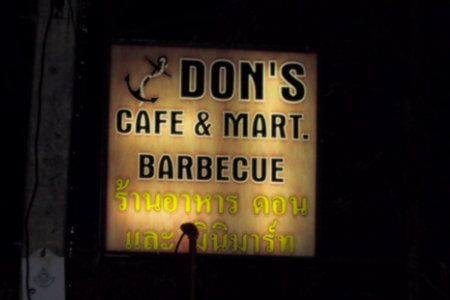 DON'S
CAFE & MART.
BARBECUE
ร้านอาหาร ดอน
และ มินิมาร์ท